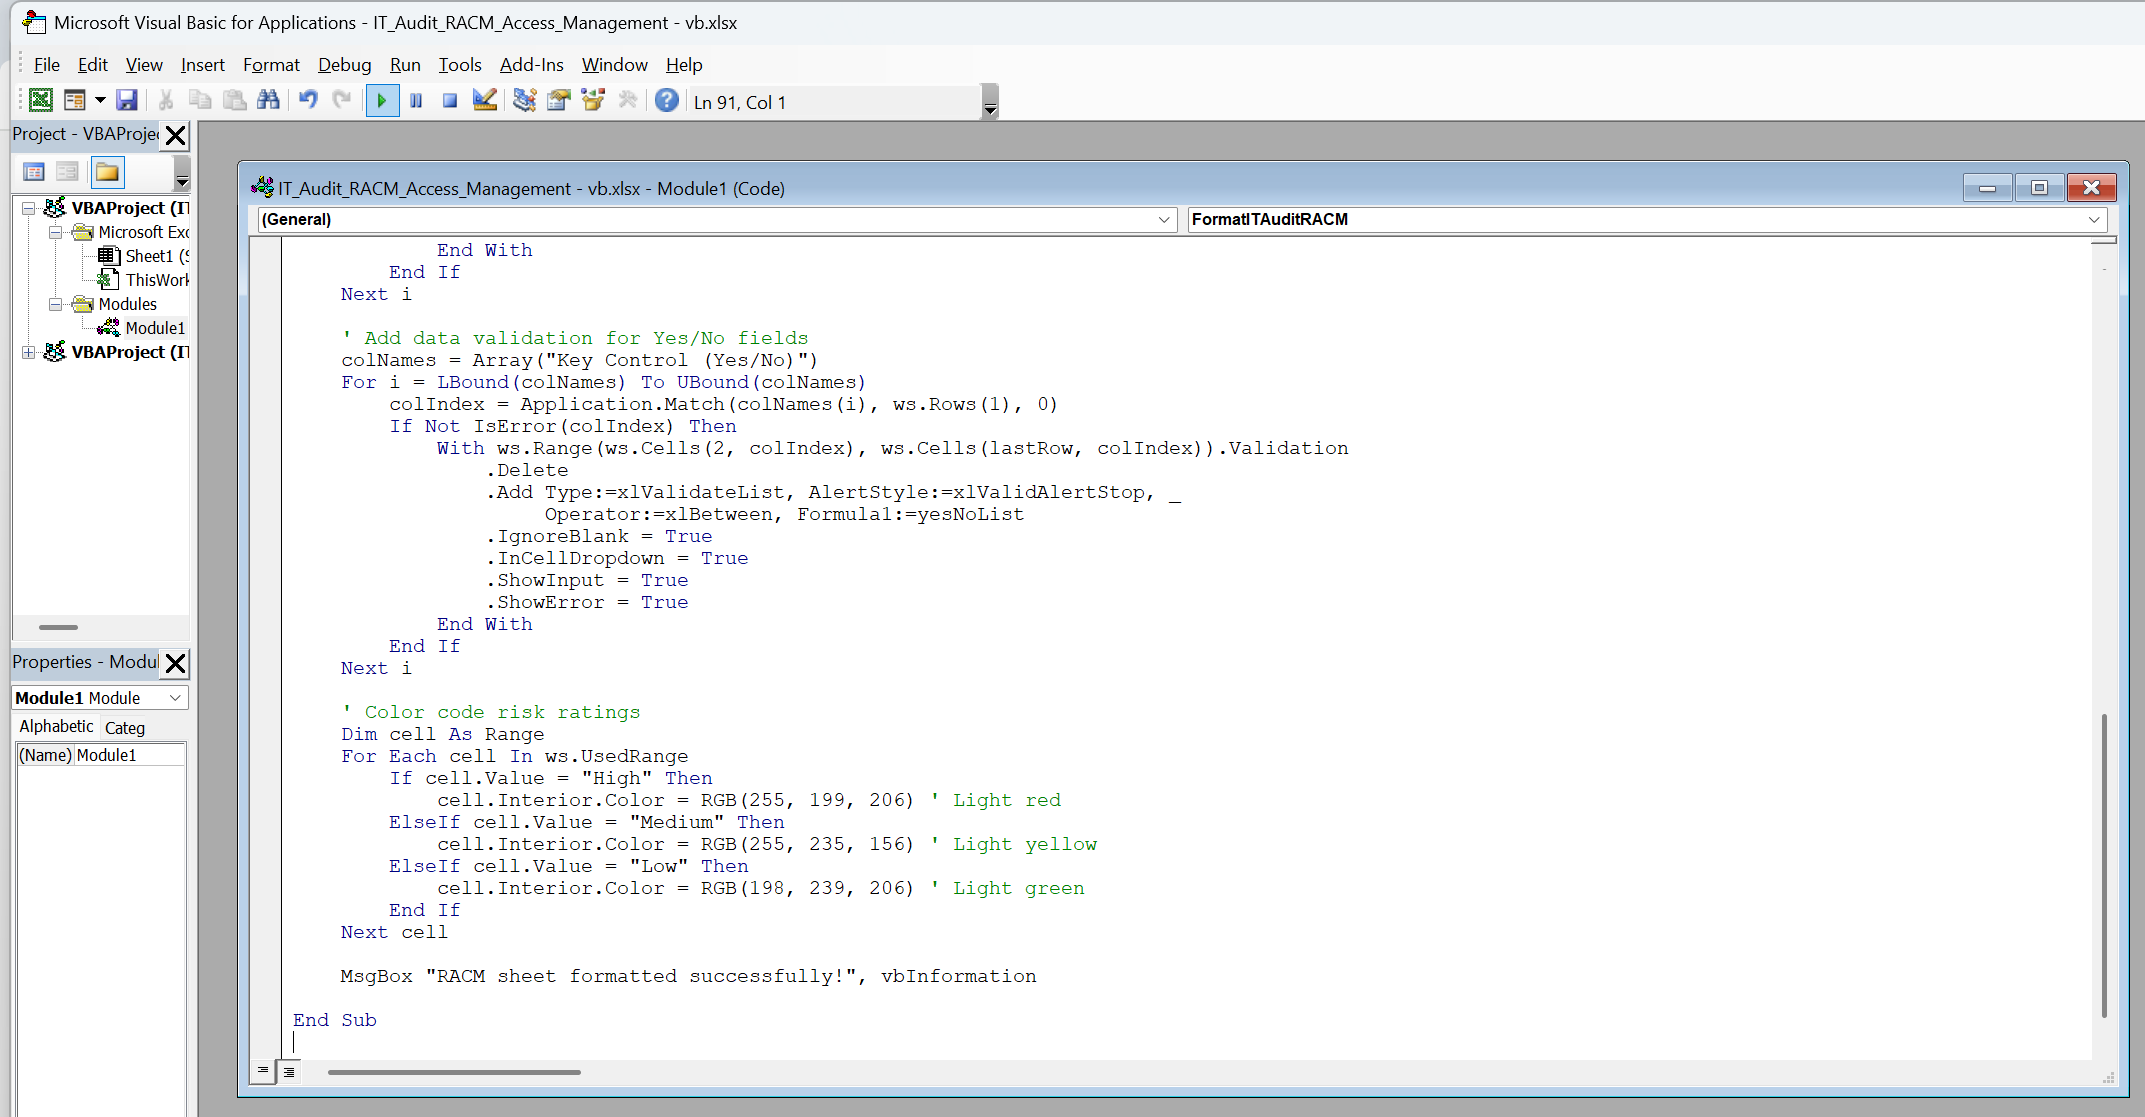 Microsoft Visual Basic for Applications - IT_Audit_RACM_Access_Management - vb.xlsx
File Edit View Insert Format Debug Run Tools Add-Ins Window Help
Ln 91, Col 1
Project - VBAProje
VBAProject (IT
Microsoft Exc
Sheet1 (S
ThisWork
Modules
Module1
VBAProject (IT
Properties - Modul
Module1 Module
Alphabetic Categ
(Name) Module1
IT_Audit_RACM_Access_Management - vb.xlsx - Module1 (Code)
(General) FormatITAuditRACM
            End With
        End If
    Next i

    ' Add data validation for Yes/No fields
    colNames = Array("Key Control (Yes/No)")
    For i = LBound(colNames) To UBound(colNames)
        colIndex = Application.Match(colNames(i), ws.Rows(1), 0)
        If Not IsError(colIndex) Then
            With ws.Range(ws.Cells(2, colIndex), ws.Cells(lastRow, colIndex)).Validation
                .Delete
                .Add Type:=xlValidateList, AlertStyle:=xlValidAlertStop, _
                     Operator:=xlBetween, Formula1:=yesNoList
                .IgnoreBlank = True
                .InCellDropdown = True
                .ShowInput = True
                .ShowError = True
            End With
        End If
    Next i

    ' Color code risk ratings
    Dim cell As Range
    For Each cell In ws.UsedRange
        If cell.Value = "High" Then
            cell.Interior.Color = RGB(255, 199, 206) ' Light red
        ElseIf cell.Value = "Medium" Then
            cell.Interior.Color = RGB(255, 235, 156) ' Light yellow
        ElseIf cell.Value = "Low" Then
            cell.Interior.Color = RGB(198, 239, 206) ' Light green
        End If
    Next cell

    MsgBox "RACM sheet formatted successfully!", vbInformation

End Sub